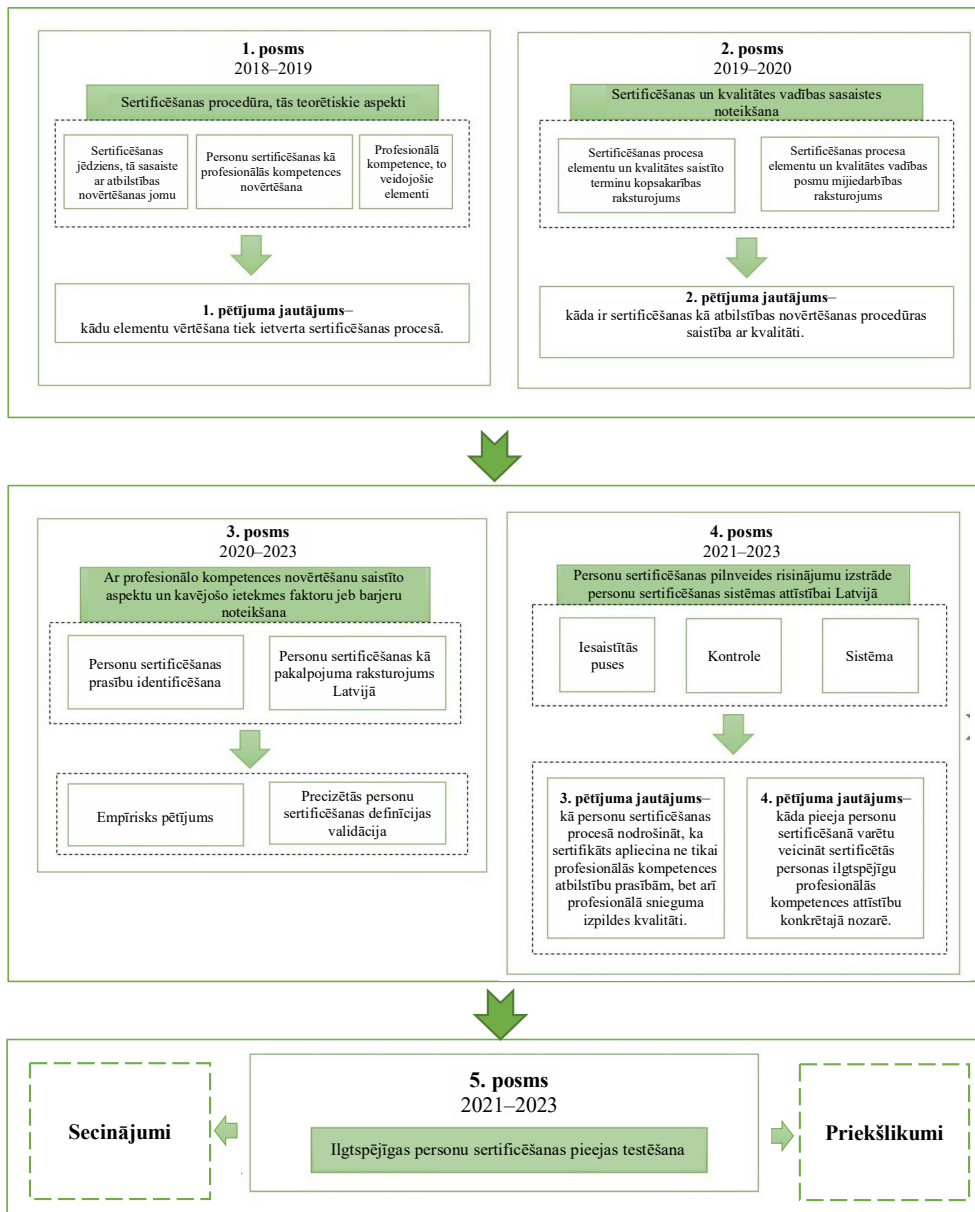 1. posms
2018–2019
Sertificēšanas procedūra, tās teorētiskie aspekti
Sertificēšanas
jēdziens, tā sasaiste
ar atbilstības
novērtēšanas jomu
Personu sertificēšanas kā
profesionālās kompetences
novērtēšana
Profesionālā
kompetence, to
veidojošie
elementi
1. pētījuma jautājums–
kādu elementu vērtēšana tiek ietverta sertificēšanas procesā.
2. posms
2019–2020
Sertificēšanas un kvalitātes vadības sasaistes
noteikšana
Sertificēšanas procesa
elementu un kvalitātes saistīto
terminu kopsakarības
raksturojums
Sertificēšanas procesa
elementu un kvalitātes vadības
posmu mijiedarbības
raksturojums
2. pētījuma jautājums–
kāda ir sertificēšanas kā atbilstības novērtēšanas procedūras
saistība ar kvalitāti.
3. posms
2020–2023
Ar profesionālo kompetences novērtēšanu saistīto
aspektu un kavējošo ietekmes faktoru jeb barjeru
noteikšana
Personu sertificēšanas
prasību identificēšana
Personu sertificēšanas kā
pakalpojuma raksturojums
Latvijā
Empīrisks pētījums
Precizētās personu
sertificēšanas definīcijas
validācija
4. posms
2021–2023
Personu sertificēšanas pilnveides risinājumu izstrāde
personu sertificēšanas sistēmas attīstībai Latvijā
Iesaistītās
puses
Kontrole
Sistēma
3. pētījuma jautājums–
kā personu sertificēšanas
procesā nodrošināt, ka
sertifikāts apliecina ne tikai
profesionālās kompetences
atbilstību prasībām, bet arī
profesionālā snieguma
izpildes kvalitāti.
4. pētījuma jautājums–
kāda pieeja personu
sertificēšanā varētu
veicināt sertificētās
personas ilgtspējīgu
profesionālās
kompetences attīstību
konkrētajā nozarē.
5. posms
2021–2023
Ilgtspējīgas personu sertificēšanas pieejas testēšana
Secinājumi
Priekšlikumi